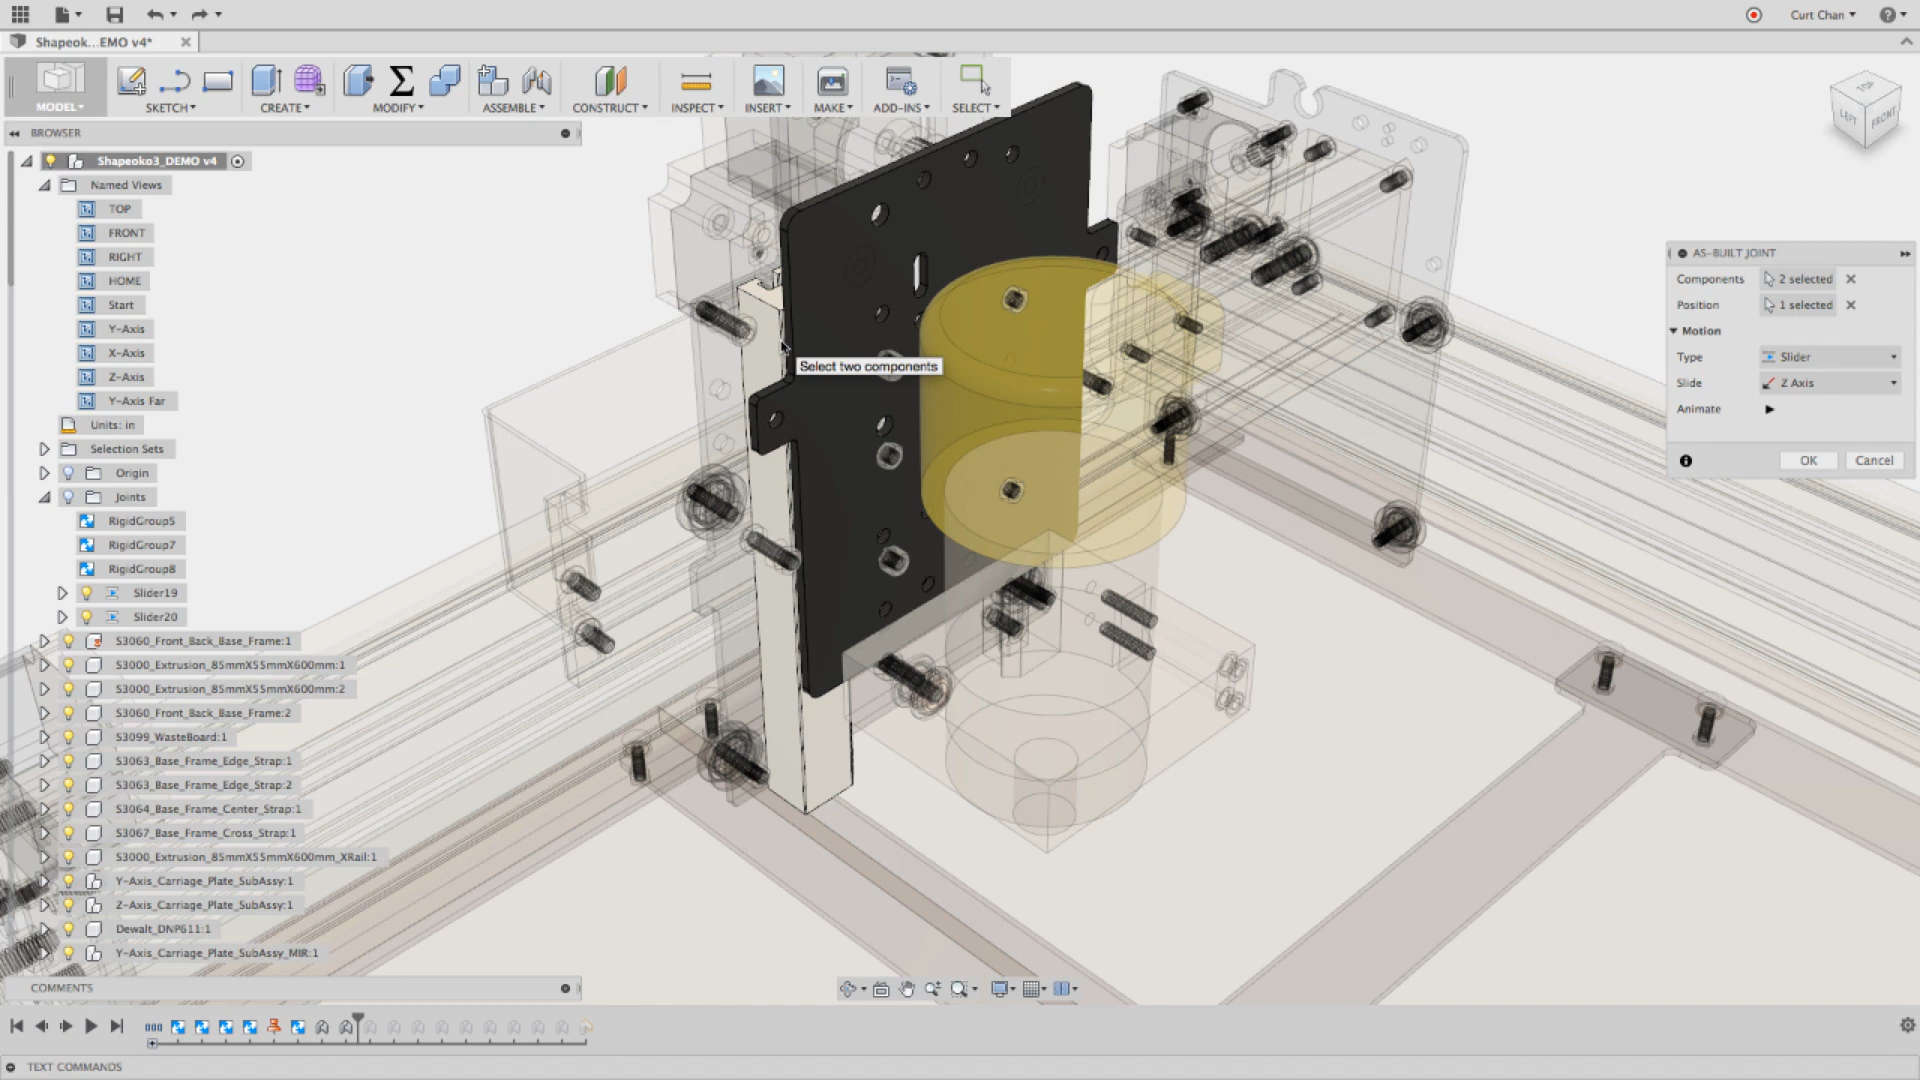 Curt Chan
Shapeok...EMO v4*
MODEL
SKETCH
CREATE
MODIFY
ASSEMBLE
CONSTRUCT
INSPECT
INSERT
MAKE
ADD-INS
SELECT
TOP
LEFT
FRONT
BROWSER
Shapeoko3_DEMO v4
Named Views
TOP
FRONT
RIGHT
HOME
Start
Y-Axis
X-Axis
Z-Axis
Y-Axis Far
Units: in
Selection Sets
Origin
Joints
RigidGroup5
RigidGroup7
RigidGroup8
Slider19
Slider20
S3060_Front_Back_Base_Frame:1
S3000_Extrusion_85mmX55mmX600mm:1
S3000_Extrusion_85mmX55mmX600mm:2
S3060_Front_Back_Base_Frame:2
S3099_WasteBoard:1
S3063_Base_Frame_Edge_Strap:1
S3063_Base_Frame_Edge_Strap:2
S3064_Base_Frame_Center_Strap:1
S3067_Base_Frame_Cross_Strap:1
S3000_Extrusion_85mmX55mmX600mm_XRail:1
Y-Axis_Carriage_Plate_SubAssy:1
Z-Axis_Carriage_Plate_SubAssy:1
Dewalt_DNP611:1
Y-Axis_Carriage_Plate_SubAssy_MIR:1
Select two components
AS-BUILT JOINT
Components 2 selected
Position 1 selected
Motion
Type Slider
Slide Z Axis
Animate
OK Cancel
COMMENTS
TEXT COMMANDS